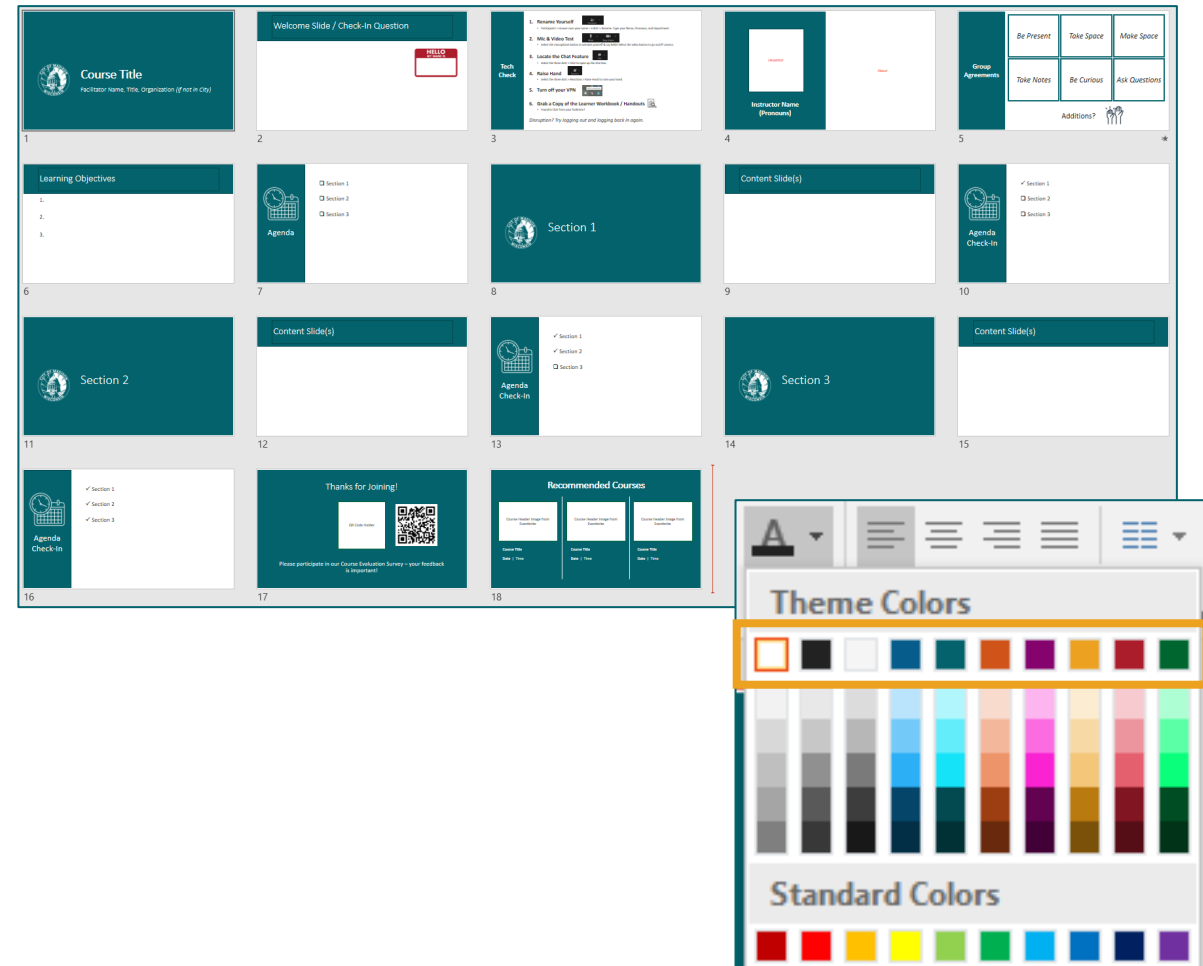 Course Title
Facilitator Name, Title, Organization (if not in City)
1
Welcome Slide / Check-In Question
HELLO
MY NAME IS
2
Tech
Check
1. Rename Yourself
2. Mic & Video Test
3. Locate the Chat Feature
4. Raise Hand
5. Turn off your VPN
6. Grab a Copy of the Learner Workbook / Handouts
Disruption? Try logging out and logging back in again.
3
Instructor Name
(Pronouns)
4
Group
Agreements
Be Present
Take Space
Make Space
Take Notes
Be Curious
Ask Questions
Additions?
5
Learning Objectives
1.
2.
3.
6
Agenda
Section 1
Section 2
Section 3
7
Section 1
8
Content Slide(s)
9
Agenda
Check-In
✓ Section 1
Section 2
Section 3
10
Section 2
11
Content Slide(s)
12
Agenda
Check-In
✓ Section 1
✓ Section 2
Section 3
13
Section 3
14
Content Slide(s)
15
Agenda
Check-In
✓ Section 1
✓ Section 2
✓ Section 3
16
Thanks for Joining!
QR Code Visitor
Please participate in our Course Evaluation Survey – your feedback
is important!
17
Recommended Courses
Course Header Image from
Course Header Image from
Course Header Image from
Course Title
Date | Time
Course Title
Date | Time
Course Title
Date | Time
18
A
Theme Colors
Standard Colors